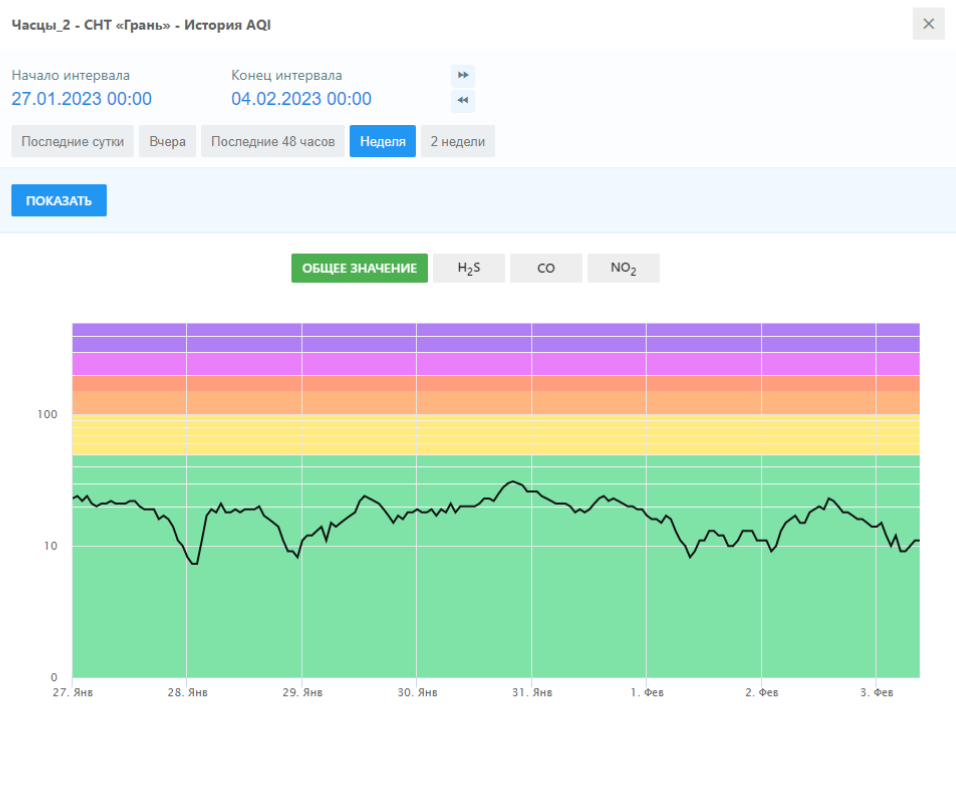 Часцы_2 - СНТ «Грань» - История AQI
Начало интервала
Конец интервала
27.01.2023 00:00
04.02.2023 00:00
Последние сутки
Вчера
Последние 48 часов
Неделя
2 недели
ПОКАЗАТЬ
ОБЩЕЕ ЗНАЧЕНИЕ
H₂S
CO
NO₂
100
10
0
27. Янв
28. Янв
29. Янв
30. Янв
31. Янв
1. Фев
2. Фев
3. Фев